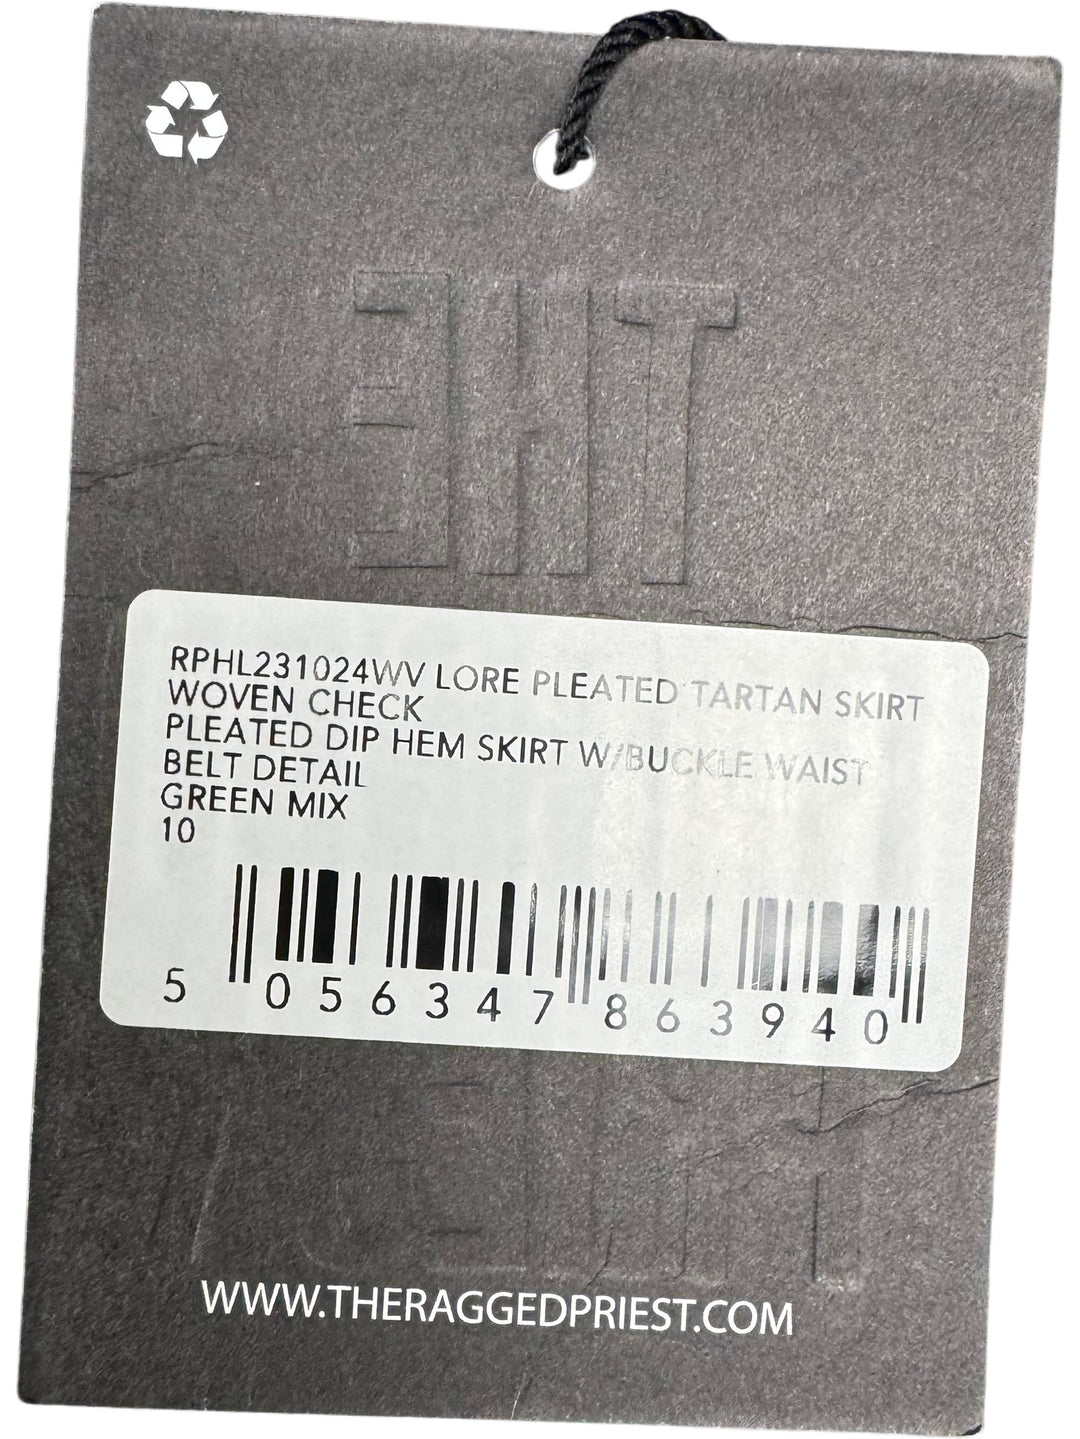 THE
RPHL231024WV LORE PLEATED TARTAN SKIRT
WOVEN CHECK
PLEATED DIP HEM SKIRT W/BUCKLE WAIST
BELT DETAIL
GREEN MIX
10
5 056347 863940
WWW.THERAGGEDPRIEST.COM